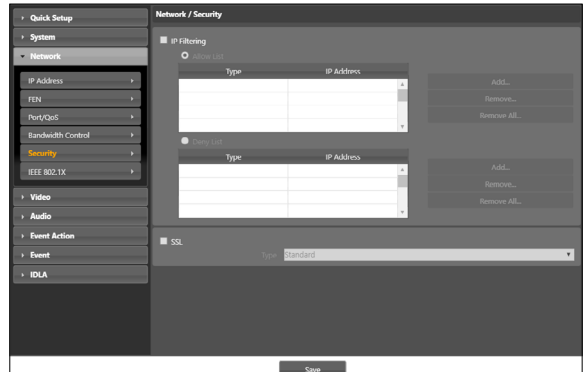 Quick Setup
System
Network
IP Address
FEN
Port/QoS
Bandwidth Control
Security
IEEE 802.1X
Video
Audio
Event Action
Event
IDLA
Network / Security
IP Filtering
Allow List
Type IP Address
Add...
Remove...
Remove All...
Deny List
Type IP Address
Add...
Remove...
Remove All...
SSL
Type Standard
Save